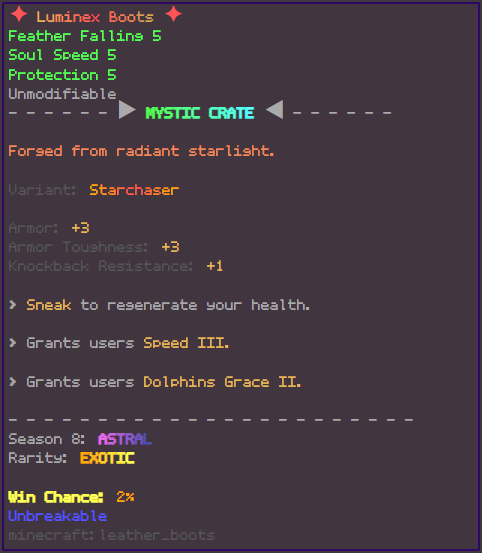 ✦ Luminex Boots ✦
Feather Falling 5
Soul Speed 5
Protection 5
Unmodifiable
- - - - - - ▶ MYSTIC CRATE ◀ - - - - - -
Forged from radiant starlight.
Variant: Starchaser
Armor: +3
Armor Toughness: +3
Knockback Resistance: +1
> Sneak to regenerate your health.
> Grants users Speed III.
> Grants users Dolphins Grace II.
- - - - - - - - - - - - - - - - - - - - - - -
Season 8: ASTRAL
Rarity: EXOTIC
Win Chance: 2%
Unbreakable
minecraft:leather_boots